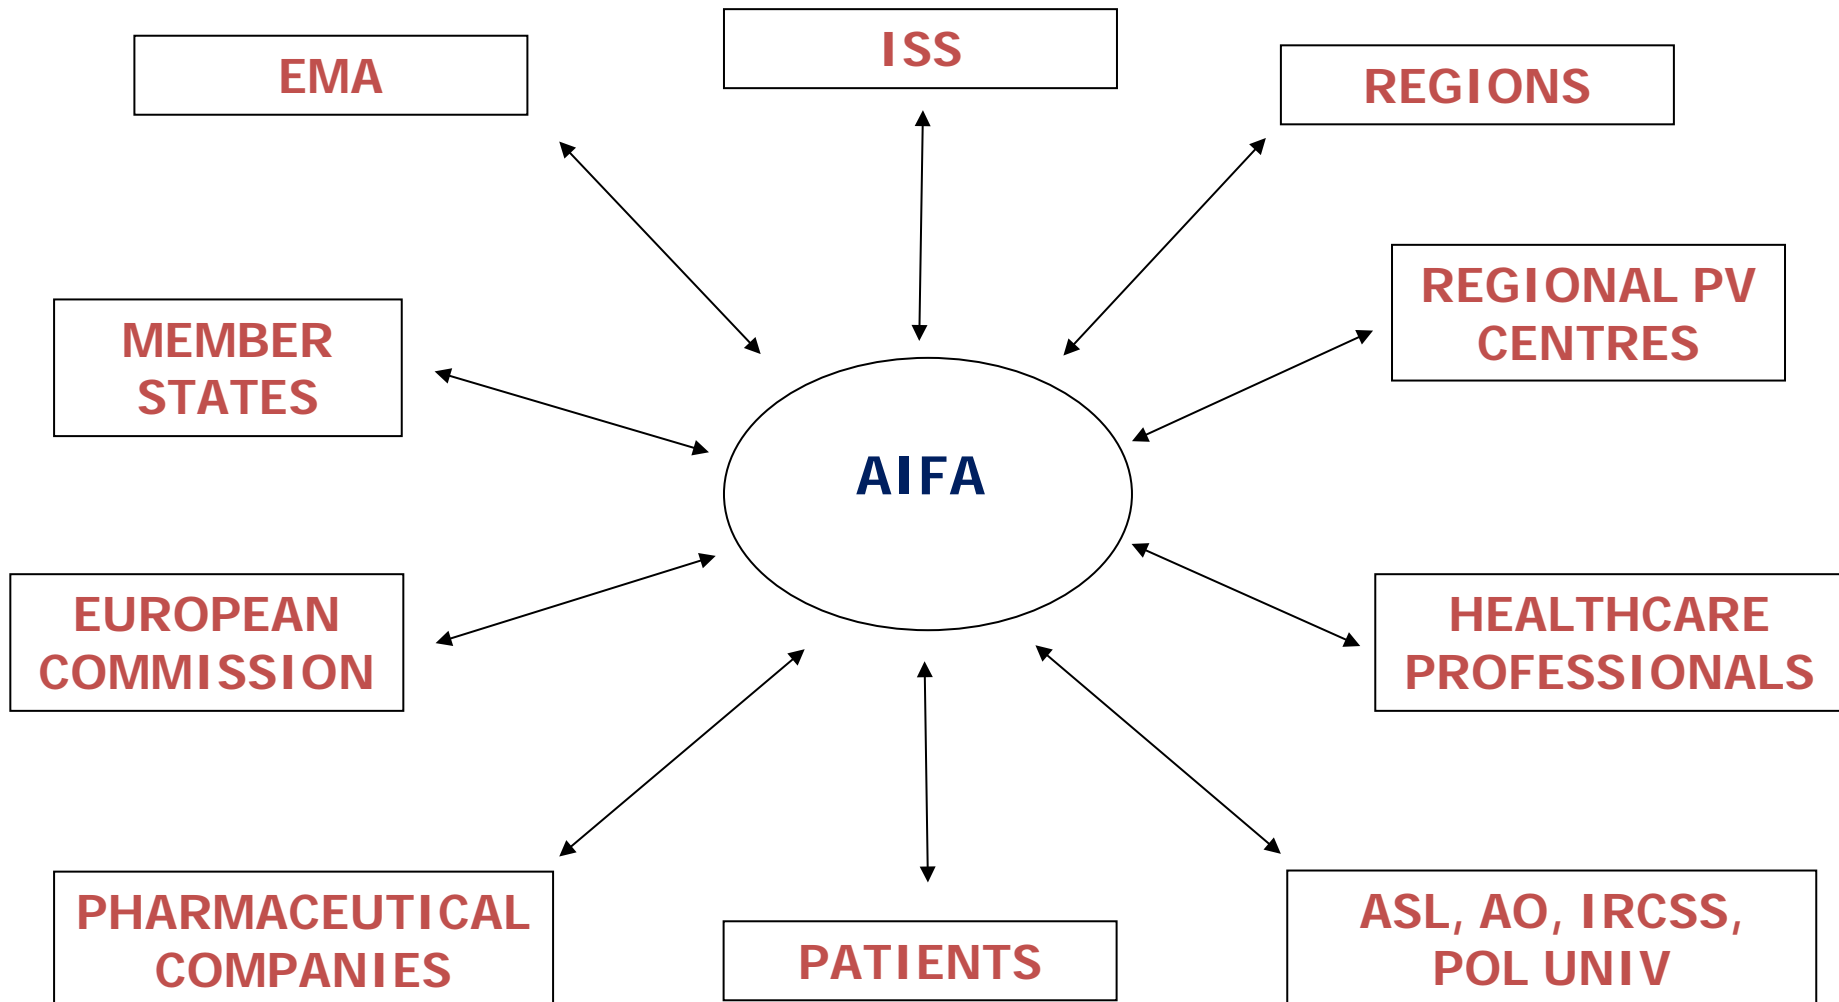 EMA
ISS
REGIONS
MEMBER
STATES
REGIONAL PV
CENTRES
AIFA
EUROPEAN
COMMISSION
HEALTHCARE
PROFESSIONALS
PHARMACEUTICAL
COMPANIES
PATIENTS
ASL, AO, IRCSS,
POL UNIV